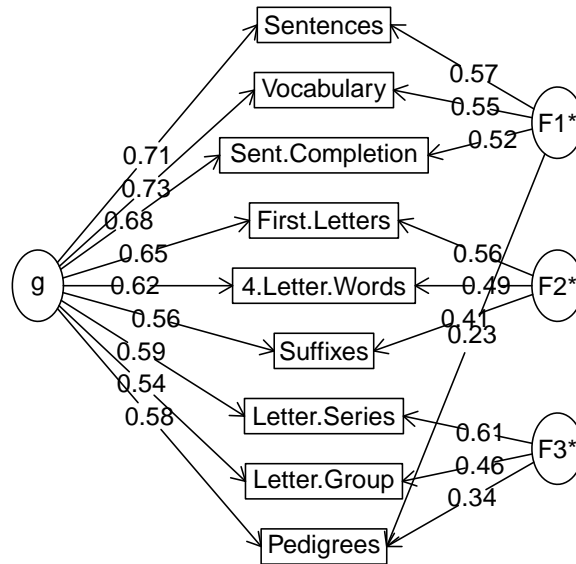 Sentences
0.57
Vocabulary
0.55
F1*
0.71
Sent.Completion
0.52
0.73
0.68
First.Letters
0.65
0.56
g
0.62
4.Letter.Words
0.49
F2*
0.56
0.41
0.23
Suffixes
0.59
0.54
Letter.Series
0.58
0.61
F3*
0.46
Letter.Group
0.34
Pedigrees